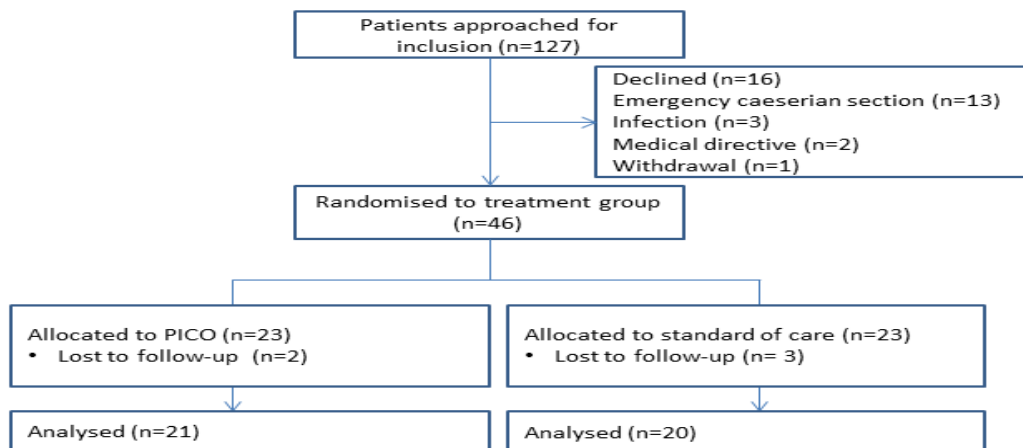 Patients approached for
inclusion (n=127)
Declined (n=16)
Emergency caeserian section (n=13)
Infection (n=3)
Medical directive (n=2)
Withdrawal (n=1)
Randomised to treatment group
(n=46)
Allocated to PICO (n=23)
• Lost to follow-up (n=2)
Allocated to standard of care (n=23)
• Lost to follow-up (n= 3)
Analysed (n=21)
Analysed (n=20)